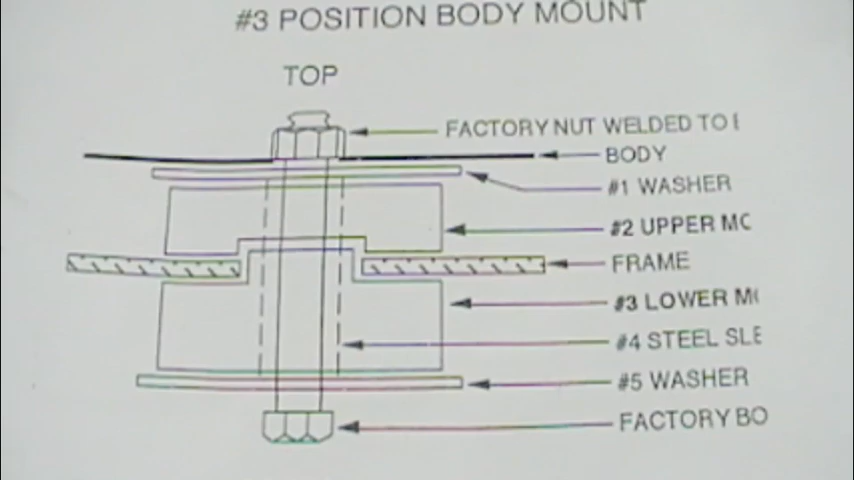 #3 POSITION BODY MOUNT
TOP
FACTORY NUT WELDED TO
BODY
#1 WASHER
#2 UPPER
FRAME
#3 LOWER
#4 STEEL
#5 WASHER
FACTORY